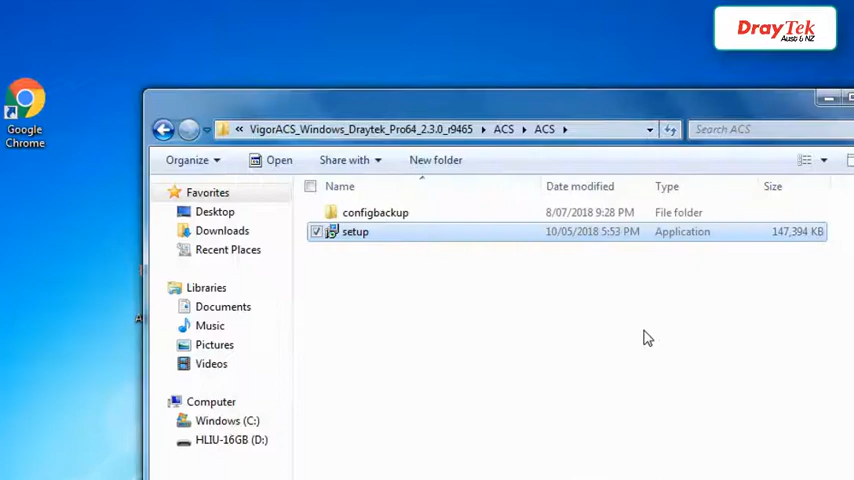 DrayTek
Aust & NZ
Google
Chrome
« VigorACS_Windows_Draytek_Pro64_2.3.0_r9465 ▸ ACS ▸ ACS ▸
Search ACS
Organize
Open
Share with
New folder
Name
Date modified
Type
Size
Favorites
Desktop
Downloads
Recent Places
Libraries
Documents
Music
Pictures
Videos
Computer
Windows (C:)
HLIU-16GB (D:)
configbackup 8/07/2018 9:28 PM File folder
setup 10/05/2018 5:53 PM Application 147,394 KB